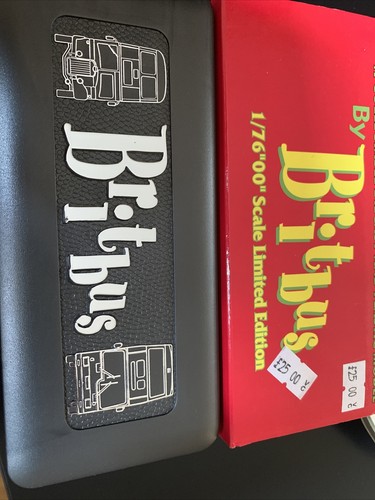 Britbus
By
Britbus
1/76"00" Scale Limited Edition
£25 00
£25 00